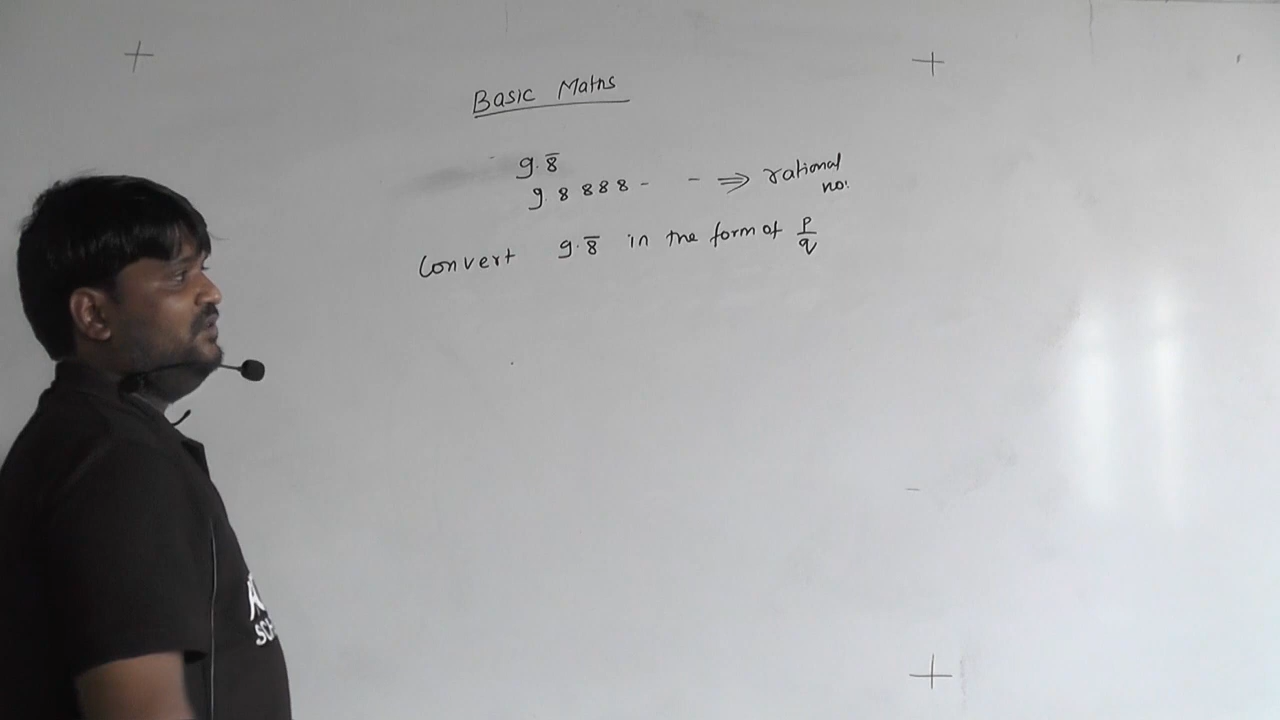 Basic Maths
9.8̅
9.8888- - ⇒ rational no.
Convert 9.8̅ in the form of p/q